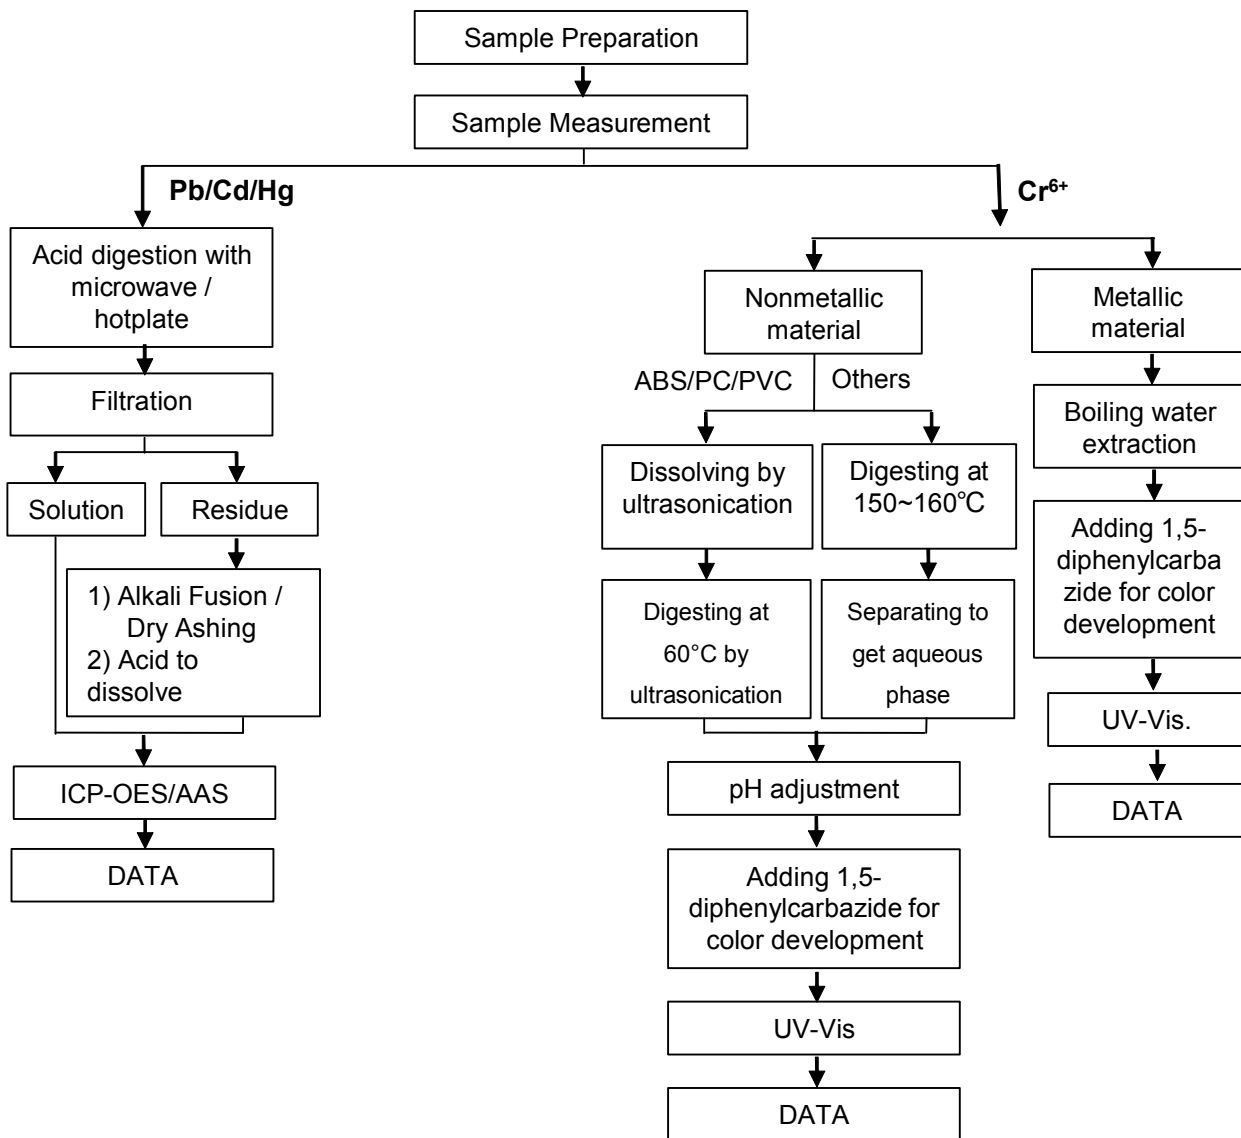 Sample Preparation
Sample Measurement
Pb/Cd/Hg
Acid digestion with
microwave /
hotplate
Filtration
Solution
Residue
1) Alkali Fusion /
Dry Ashing
2) Acid to
dissolve
ICP-OES/AAS
DATA
Cr⁶⁺
Nonmetallic
material
ABS/PC/PVC
Others
Dissolving by
ultrasonication
Digesting at
150~160℃
Digesting at
60°C by
ultrasonication
Separating to
get aqueous
phase
pH adjustment
Adding 1,5-
diphenylcarbazide for
color development
UV-Vis
DATA
Metallic
material
Boiling water
extraction
Adding 1,5-
diphenylcarba
zide for color
development
UV-Vis.
DATA